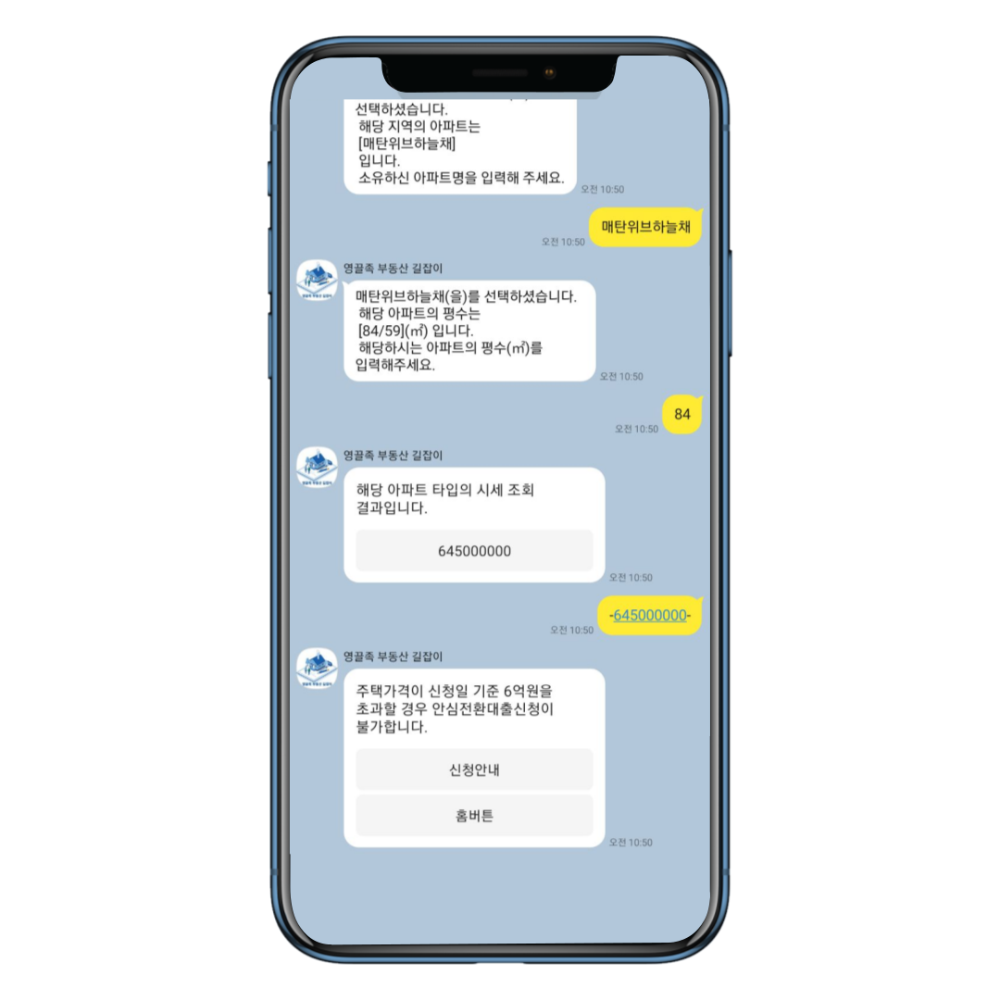 선택하셨습니다.
해당 지역의 아파트는
[매탄위브하늘채]
입니다.
소유하신 아파트명을 입력해 주세요.
오전 10:50
매탄위브하늘채
오전 10:50
영끌족 부동산 길잡이
매탄위브하늘채(을)를 선택하셨습니다.
해당 아파트의 평수는
[84/59](㎡) 입니다.
해당하시는 아파트의 평수(㎡)를
입력해주세요.
오전 10:50
84
오전 10:50
영끌족 부동산 길잡이
해당 아파트 타입의 시세 조회
결과입니다.
645000000
오전 10:50
-645000000-
오전 10:50
영끌족 부동산 길잡이
주택가격이 신청일 기준 6억원을
초과할 경우 안심전환대출신청이
불가합니다.
신청안내
홈버튼
오전 10:50